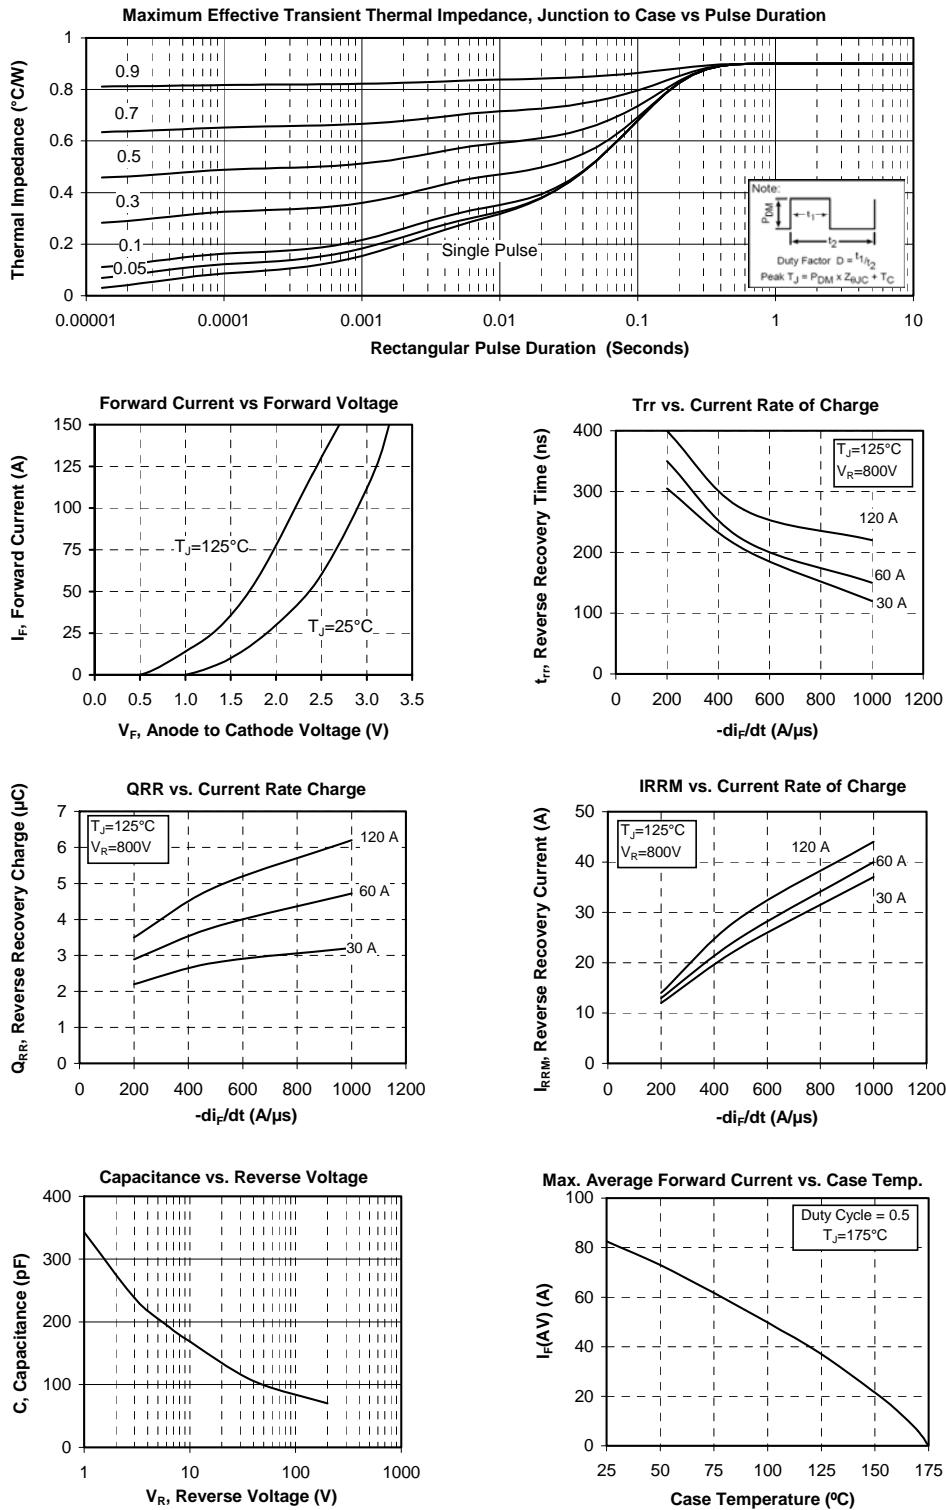 Maximum Effective Transient Thermal Impedance, Junction to Case vs Pulse Duration
Thermal Impedance (°C/W)
1
0.8
0.6
0.4
0.2
0
0.9
0.7
0.5
0.3
0.1
0.05
Single Pulse
Note:
PDM
t1
t2
Duty Factor D = t1/t2
Peak TJ = PDM x ZθJC + TC
0.00001 0.0001 0.001 0.01 0.1 1 10
Rectangular Pulse Duration (Seconds)
Forward Current vs Forward Voltage
IF, Forward Current (A)
150
125
100
75
50
25
0
TJ=125°C
TJ=25°C
0.0 0.5 1.0 1.5 2.0 2.5 3.0 3.5
VF, Anode to Cathode Voltage (V)
Trr vs. Current Rate of Charge
trr, Reverse Recovery Time (ns)
400
300
200
100
0
TJ=125°C
VR=800V
120 A
60 A
30 A
0 200 400 600 800 1000 1200
-diF/dt (A/µs)
QRR vs. Current Rate Charge
QRR, Reverse Recovery Charge (µC)
7
6
5
4
3
2
1
0
TJ=125°C
VR=800V
120 A
60 A
30 A
0 200 400 600 800 1000 1200
-diF/dt (A/µs)
IRRM vs. Current Rate of Charge
IRRM, Reverse Recovery Current (A)
50
40
30
20
10
0
TJ=125°C
VR=800V
120 A
60 A
30 A
0 200 400 600 800 1000 1200
-diF/dt (A/µs)
Capacitance vs. Reverse Voltage
C, Capacitance (pF)
400
300
200
100
0
1 10 100 1000
VR, Reverse Voltage (V)
Max. Average Forward Current vs. Case Temp.
IF(AV) (A)
100
80
60
40
20
0
Duty Cycle = 0.5
TJ=175°C
25 50 75 100 125 150 175
Case Temperature (ºC)